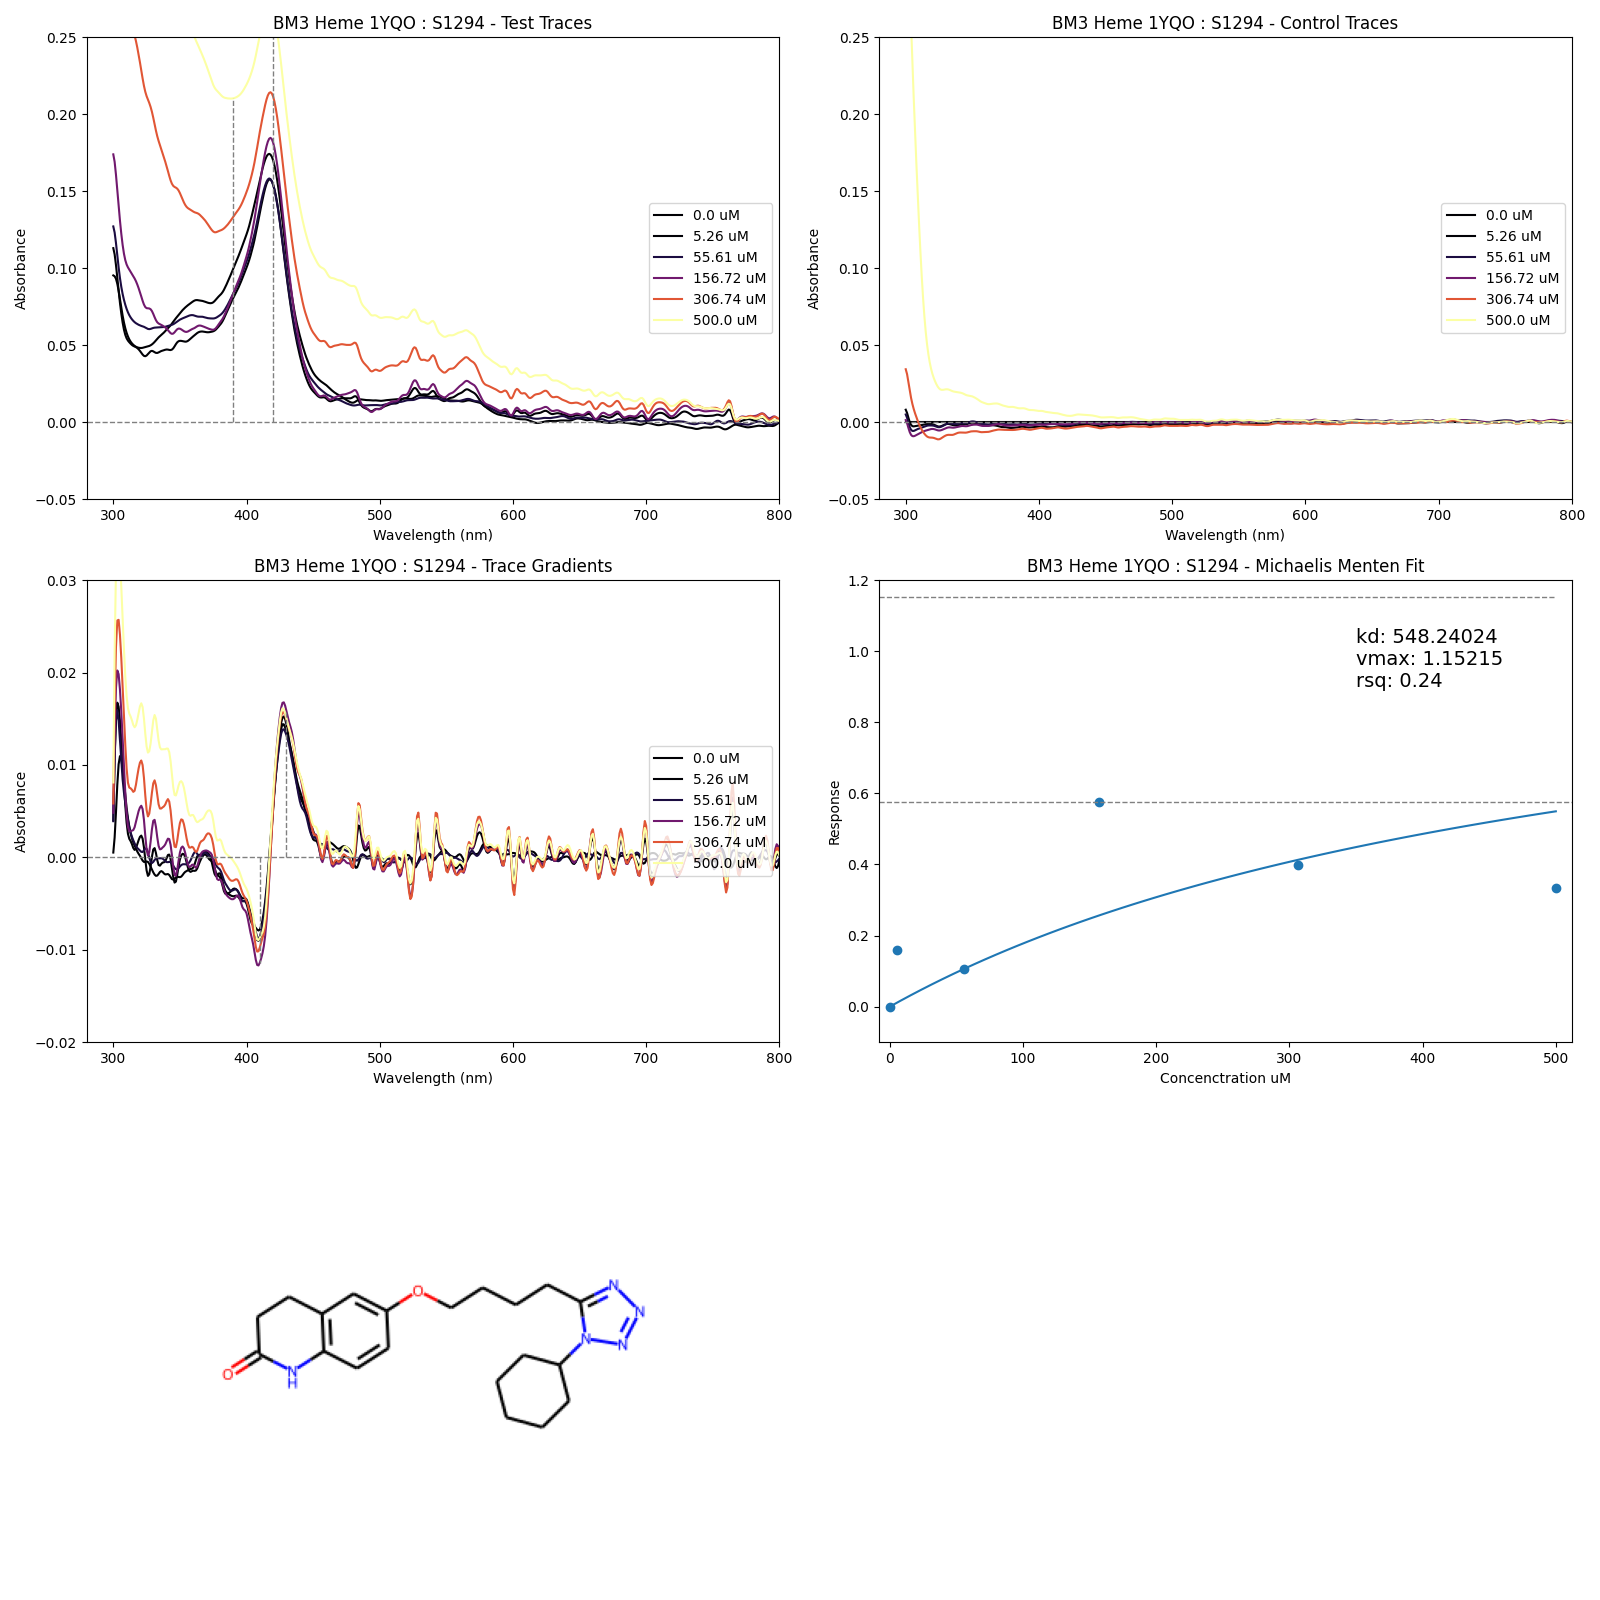 BM3 Heme 1YQO : S1294 - Test Traces
0.25
0.20
0.15
0.10
0.05
0.00
−0.05
Absorbance
300 400 500 600 700 800
Wavelength (nm)
0.0 uM
5.26 uM
55.61 uM
156.72 uM
306.74 uM
500.0 uM
BM3 Heme 1YQO : S1294 - Control Traces
0.25
0.20
0.15
0.10
0.05
0.00
−0.05
Absorbance
300 400 500 600 700 800
Wavelength (nm)
0.0 uM
5.26 uM
55.61 uM
156.72 uM
306.74 uM
500.0 uM
BM3 Heme 1YQO : S1294 - Trace Gradients
0.03
0.02
0.01
0.00
−0.01
−0.02
Absorbance
300 400 500 600 700 800
Wavelength (nm)
0.0 uM
5.26 uM
55.61 uM
156.72 uM
306.74 uM
500.0 uM
BM3 Heme 1YQO : S1294 - Michaelis Menten Fit
1.2
1.0
0.8
0.6
0.4
0.2
0.0
Response
0 100 200 300 400 500
Concenctration uM
kd: 548.24024
vmax: 1.15215
rsq: 0.24
O
N
H
O
N
N
N
N